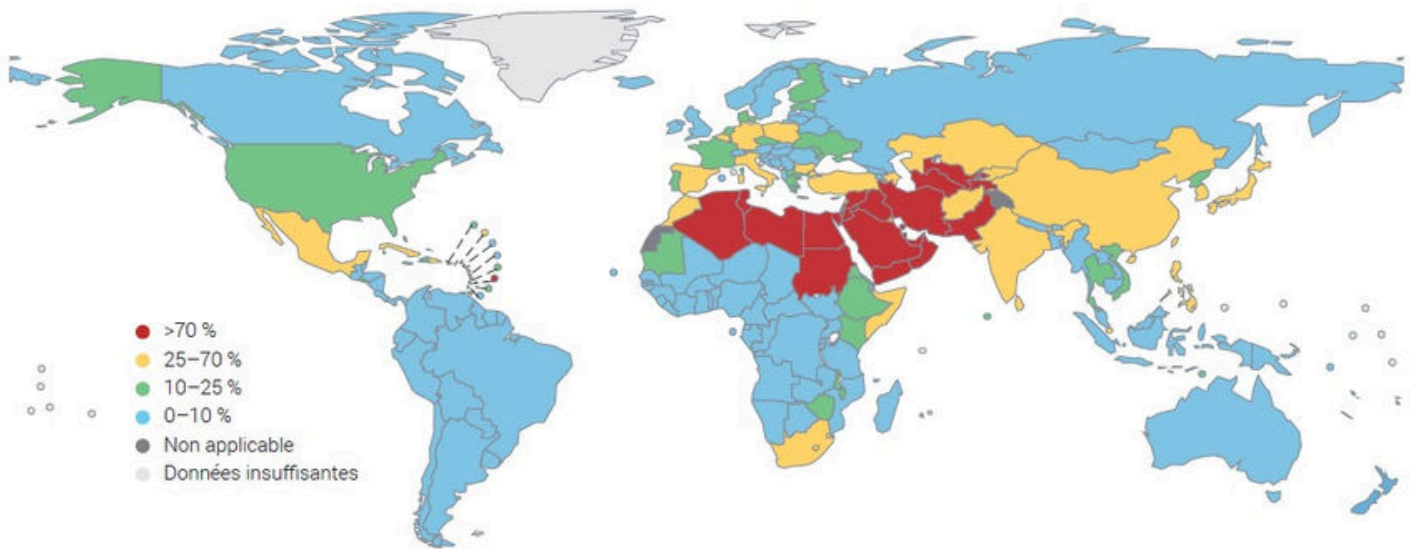 >70 %
25–70 %
10–25 %
0–10 %
Non applicable
Données insuffisantes